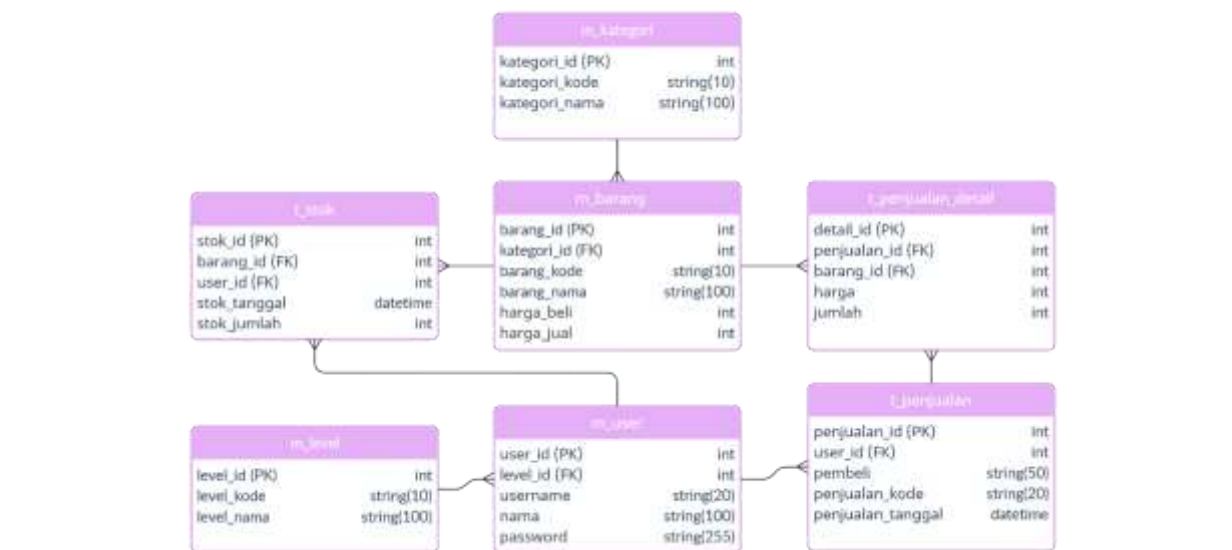 m_kategori
kategori_id (PK) int
kategori_kode string(10)
kategori_nama string(100)
t_stok
stok_id (PK) int
barang_id (FK) int
user_id (FK) int
stok_tanggal datetime
stok_jumlah int
m_barang
barang_id (PK) int
kategori_id (FK) int
barang_kode string(10)
barang_nama string(100)
harga_beli int
harga_jual int
t_penjualan_detail
detail_id (PK) int
penjualan_id (FK) int
barang_id (FK) int
harga int
jumlah int
m_level
level_id (PK) int
level_kode string(10)
level_nama string(100)
m_user
user_id (PK) int
level_id (FK) int
username string(20)
nama string(100)
password string(255)
t_penjualan
penjualan_id (PK) int
user_id (FK) int
pembeli string(50)
penjualan_kode string(20)
penjualan_tanggal datetime